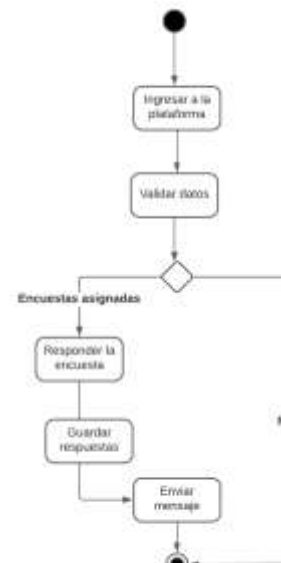 Ingresar a la
plataforma
Validar datos
Encuestas asignadas
Responder la
encuesta
Guardar
respuestas
Enviar
mensaje